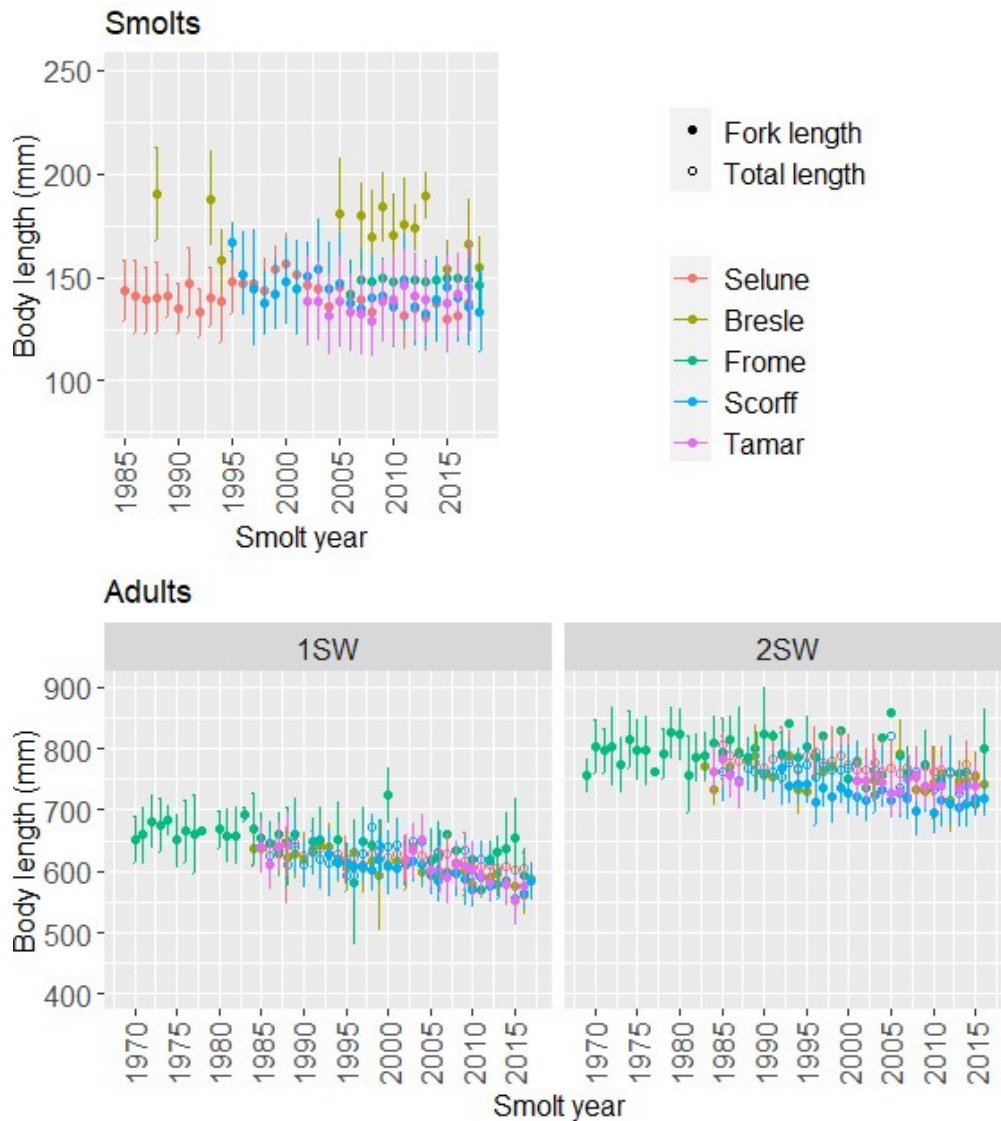 Smolts
250
200
150
100
Body length (mm)
1985
1990
1995
2000
2005
2010
2015
Smolt year
Fork length
Total length
Selune
Bresle
Frome
Scorff
Tamar
Adults
1SW
2SW
900
800
700
600
500
400
Body length (mm)
1970
1975
1980
1985
1990
1995
2000
2005
2010
2015
1970
1975
1980
1985
1990
1995
2000
2005
2010
2015
Smolt year